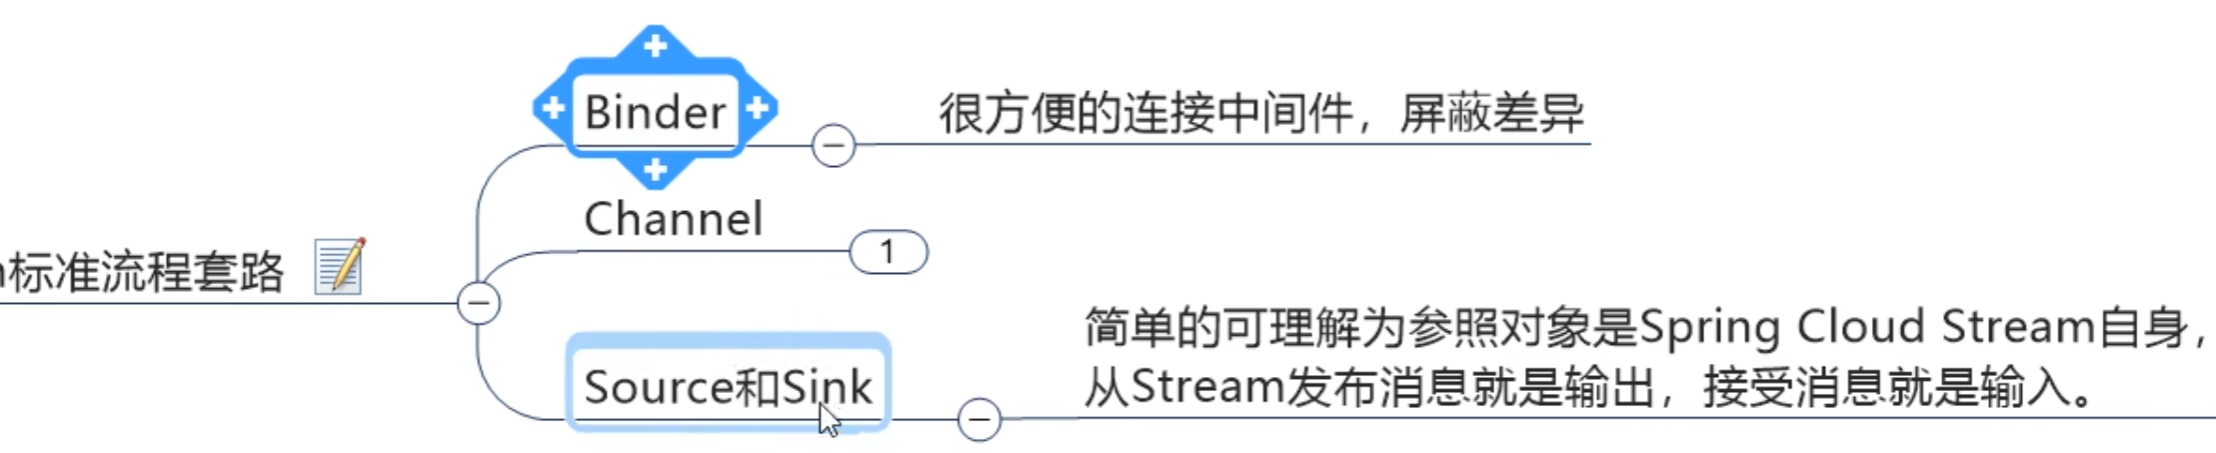 Binder
很方便的连接中间件，屏蔽差异
Channel
1
标准流程套路
Source和Sink
简单的可理解为参照对象是Spring Cloud Stream自身，
从Stream发布消息就是输出，接受消息就是输入。